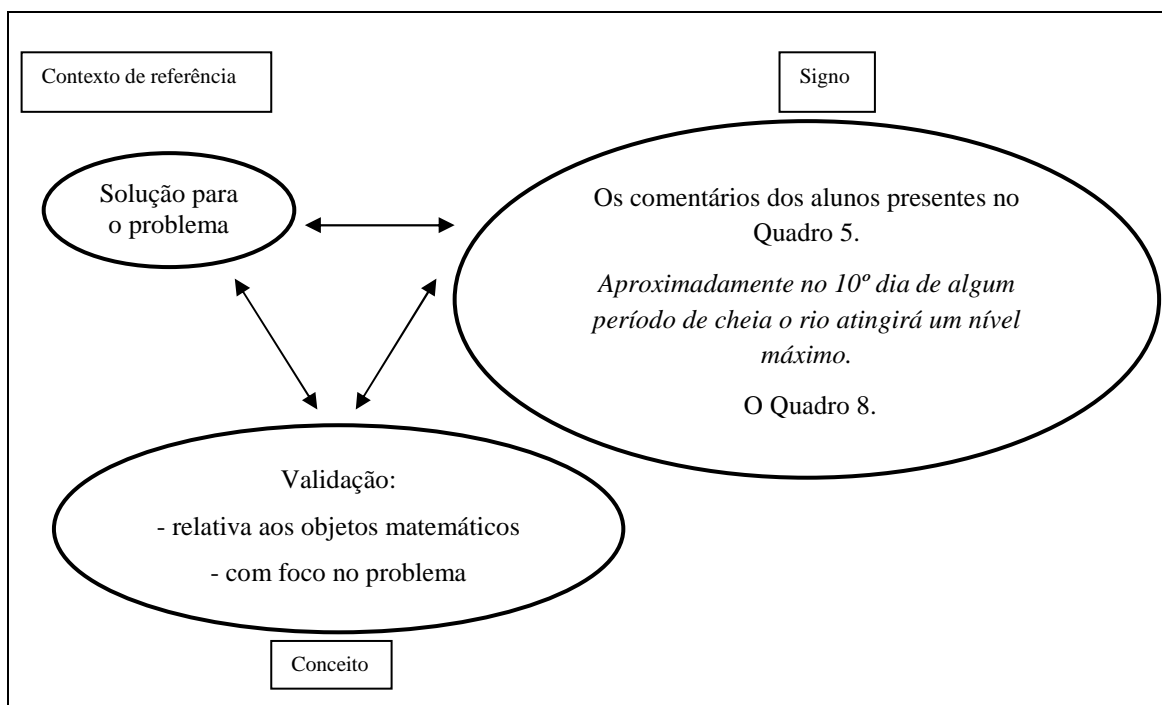 Contexto de referência
Signo
Solução para
o problema
Os comentários dos alunos presentes no
Quadro 5.
Aproximadamente no 10º dia de algum
período de cheia o rio atingirá um nível
máximo.
O Quadro 8.
Validação:
- relativa aos objetos matemáticos
- com foco no problema
Conceito